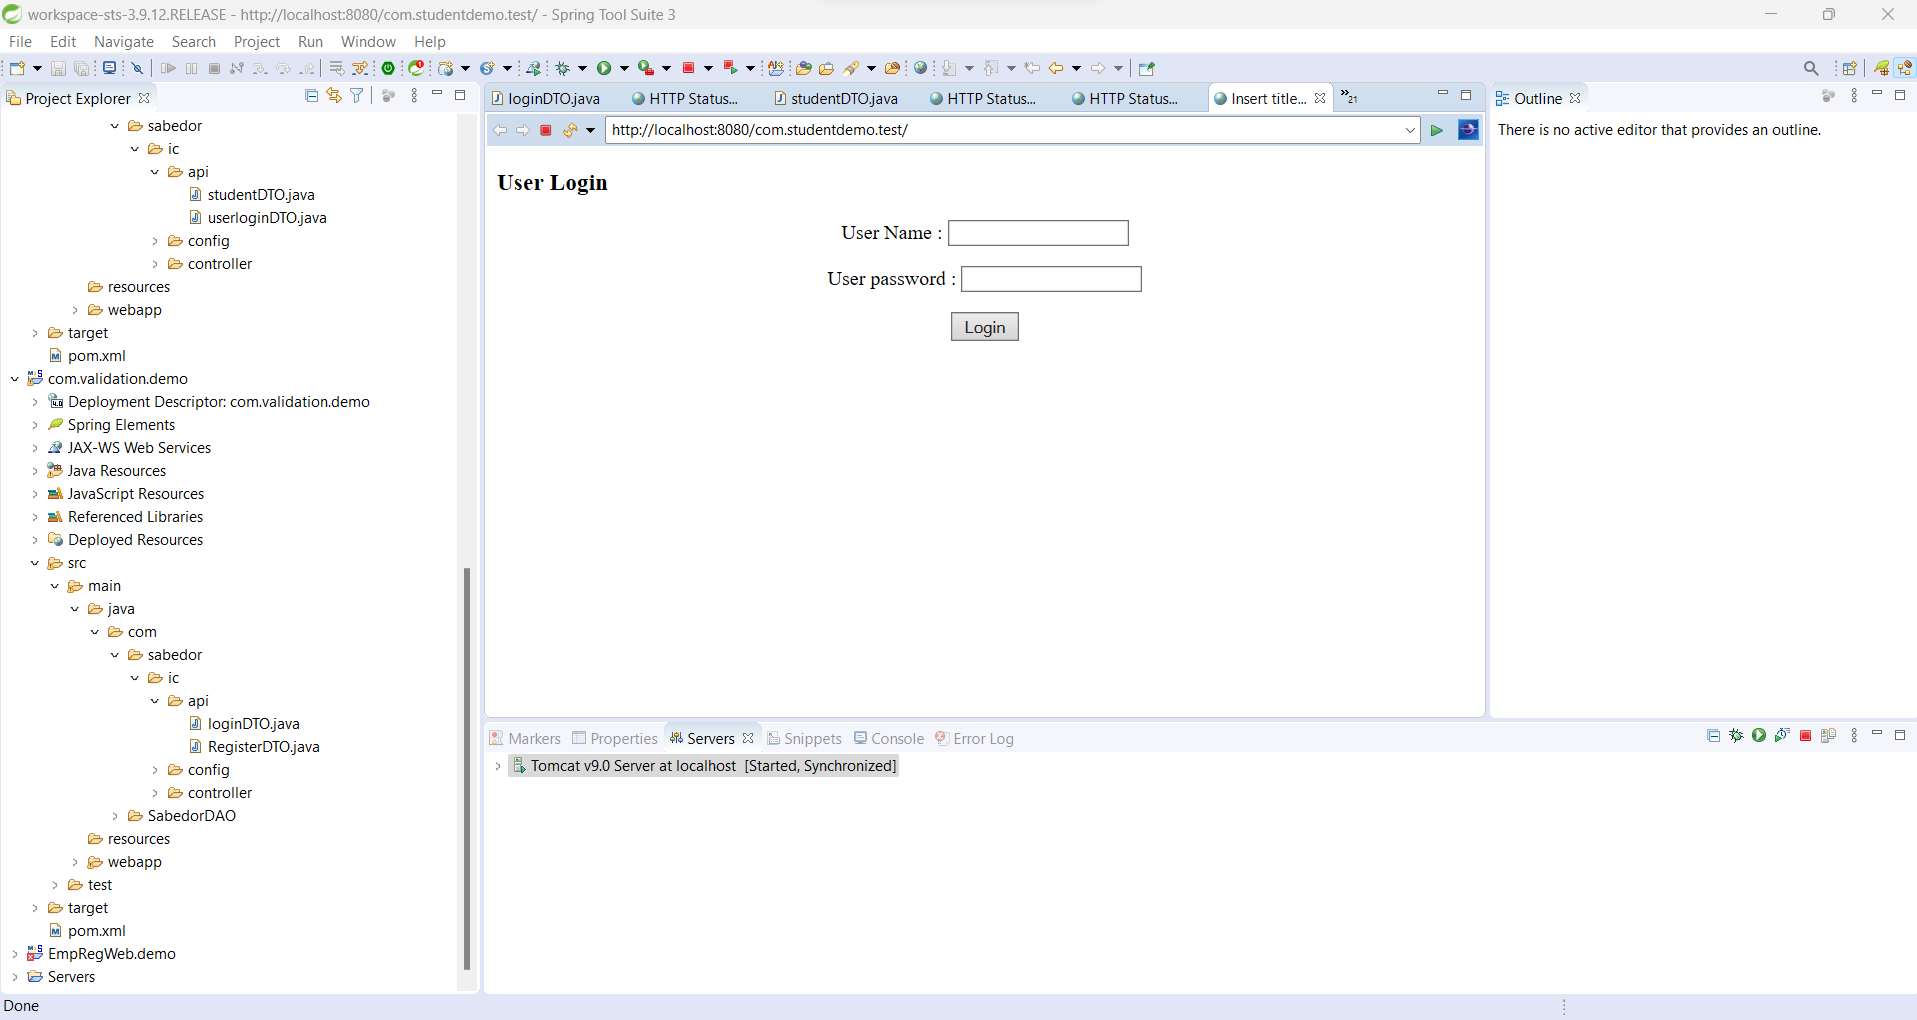 workspace-sts-3.9.12.RELEASE - http://localhost:8080/com.studentdemo.test/ - Spring Tool Suite 3
File Edit Navigate Search Project Run Window Help
Project Explorer
sabedor
ic
api
studentDTO.java
userloginDTO.java
config
controller
resources
webapp
target
pom.xml
com.validation.demo
Deployment Descriptor: com.validation.demo
Spring Elements
JAX-WS Web Services
Java Resources
JavaScript Resources
Referenced Libraries
Deployed Resources
src
main
java
com
sabedor
ic
api
loginDTO.java
RegisterDTO.java
config
controller
SabedorDAO
resources
webapp
test
target
pom.xml
EmpRegWeb.demo
Servers
loginDTO.java HTTP Status... studentDTO.java HTTP Status... HTTP Status... Insert title... »21
http://localhost:8080/com.studentdemo.test/
User Login
User Name :
User password :
Login
Outline
There is no active editor that provides an outline.
Markers Properties Servers Snippets Console Error Log
Tomcat v9.0 Server at localhost [Started, Synchronized]
Done